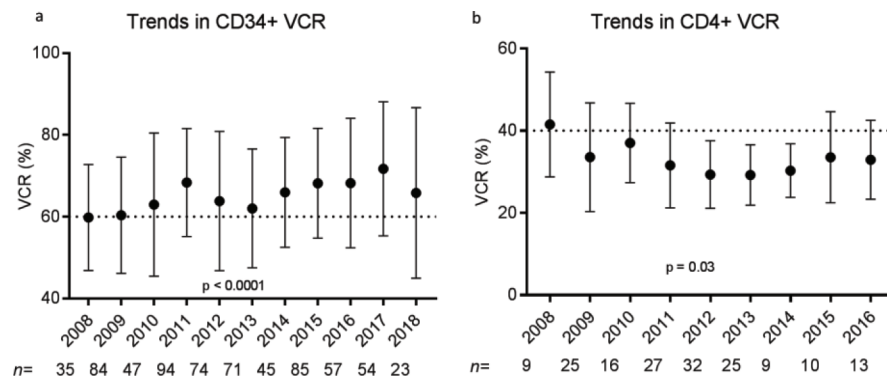 a
Trends in CD34+ VCR
100
80
60
40
VCR (%)
p < 0.0001
2008 2009 2010 2011 2012 2013 2014 2015 2016 2017 2018
n= 35 84 47 94 74 71 45 85 57 54 23
b
Trends in CD4+ VCR
60
40
20
0
VCR (%)
p = 0.03
2008 2009 2010 2011 2012 2013 2014 2015 2016
n= 9 25 16 27 32 25 9 10 13